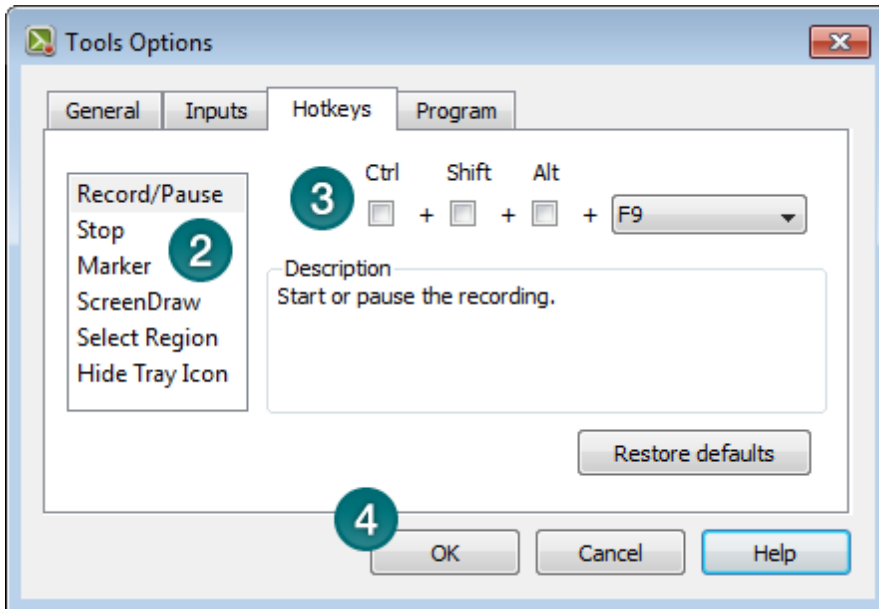 Tools Options
General Inputs Hotkeys Program
Ctrl Shift Alt
3 + + + F9
Record/Pause
Stop
Marker
ScreenDraw
Select Region
Hide Tray Icon
2
Description
Start or pause the recording.
Restore defaults
4
OK Cancel Help